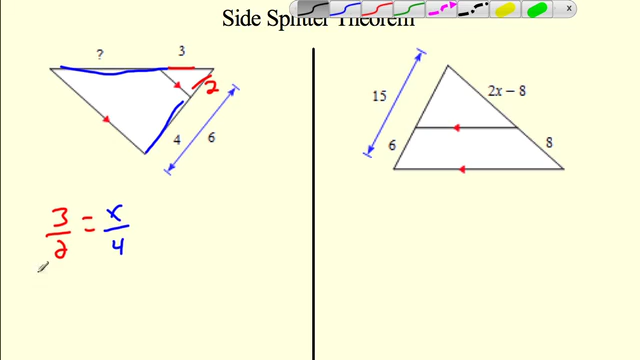 Side Splitter Theorem
?
3
2
4
6
3/2 = x/4
15
2x – 8
6
8
x